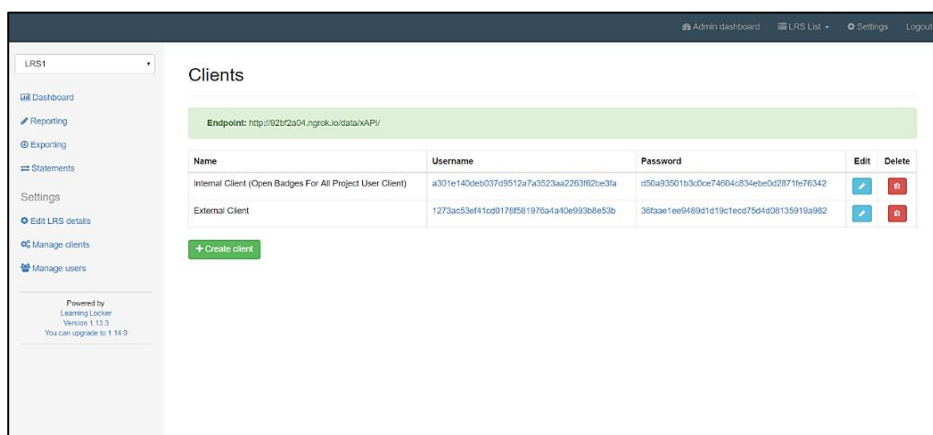 Admin dashboard LRS List Settings Logout
LRS1
Dashboard
Reporting
Exporting
Statements
Settings
Edit LRS details
Manage clients
Manage users
Powered by
Learning Locker
Version 1.13.3
You can upgrade to 1.14.0
Clients
Endpoint: http://92bf2a04.ngrok.io/data/xAPI/
Name Username Password Edit Delete
Internal Client (Open Badges For All Project User Client) a301e140deb037d9512a7a3523aa2263f62be3fa d50a93501b3c0ce74604c834ebe0d2871fe76342
External Client 1273ac53ef41cd0178f581976a4a40e993b8e53b 36faae1ee9489d1d19c1ecd75d4d08135919a982
+ Create client